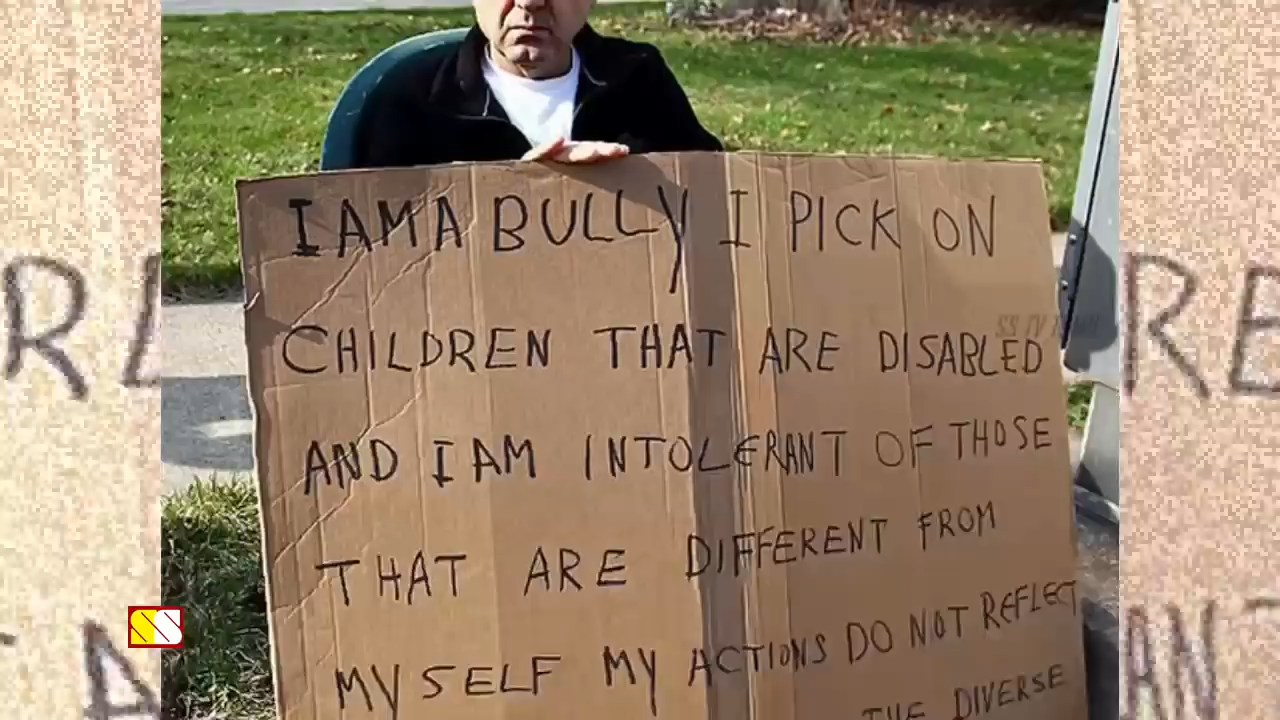 I AM A BULLY I PICK ON
CHILDREN THAT ARE DISABLED
AND I AM INTOLERANT OF THOSE
THAT ARE DIFFERENT FROM
MYSELF MY ACTIONS DO NOT REFLECT
THE DIVERSE